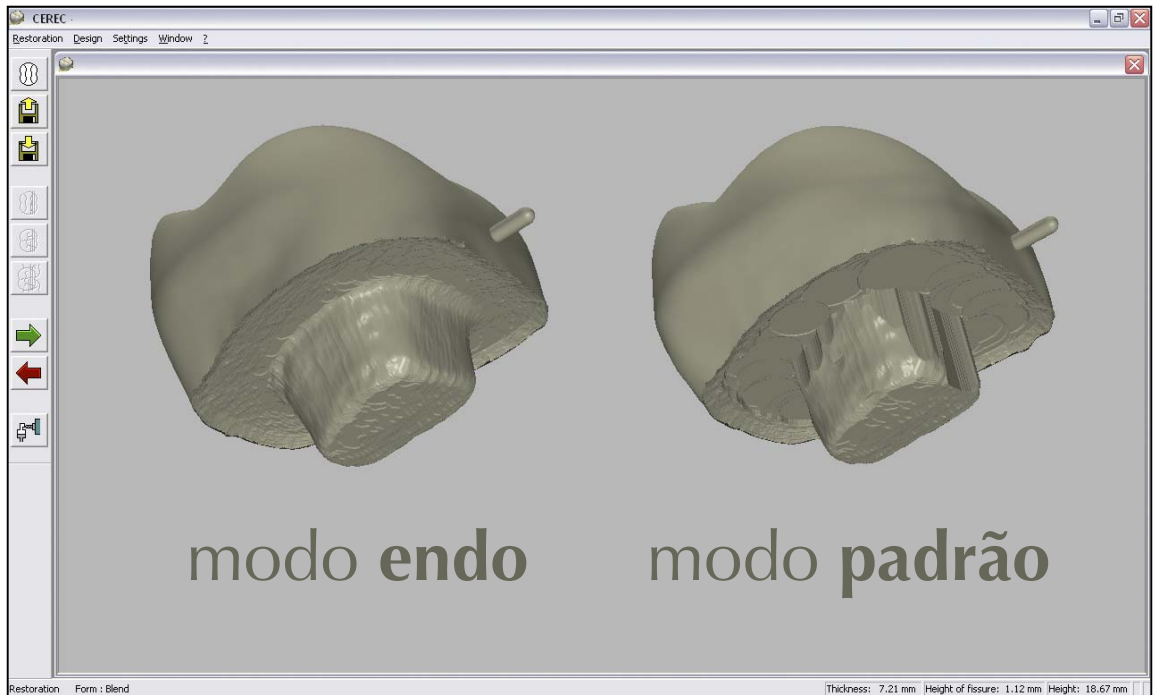 CEREC -
Restoration Design Settings Window ?
modo endo
modo padrão
Restoration Form : Blend
Thickness: 7.21 mm Height of fissure: 1.12 mm Height: 18.67 mm